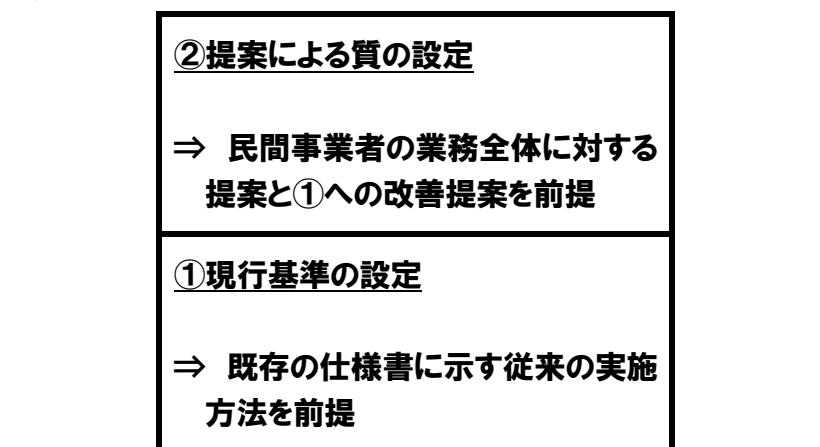 ②提案による質の設定
⇒ 民間事業者の業務全体に対する
提案と①への改善提案を前提
①現行基準の設定
⇒ 既存の仕様書に示す従来の実施
方法を前提